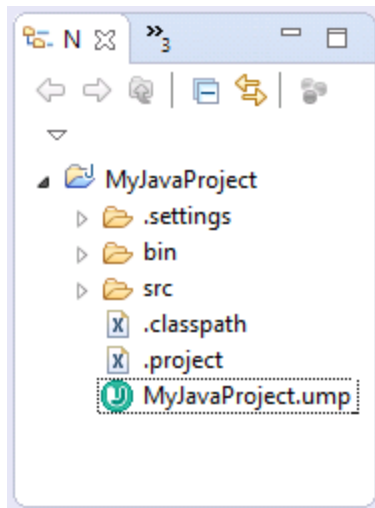 N »3
MyJavaProject
.settings
bin
src
.classpath
.project
MyJavaProject.ump